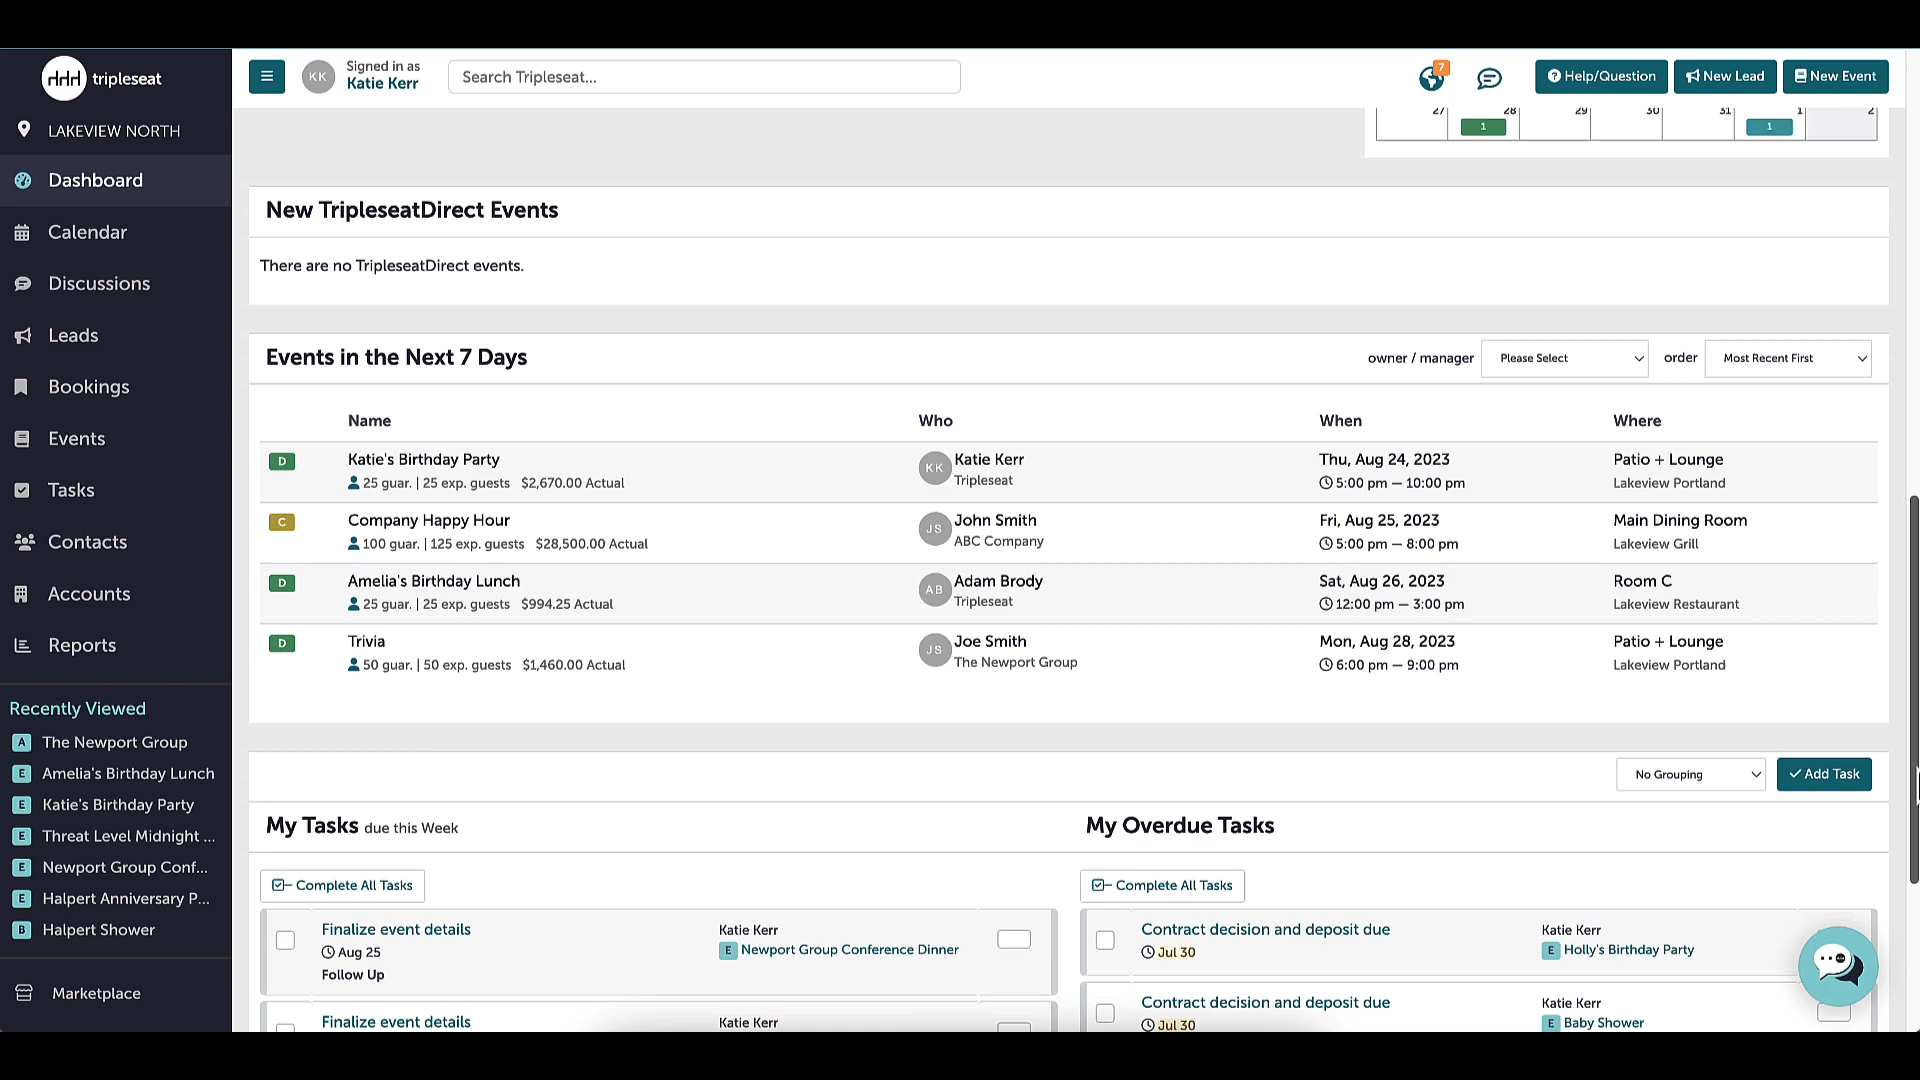 tripleseat
LAKEVIEW NORTH
Dashboard
Calendar
Discussions
Leads
Bookings
Events
Tasks
Contacts
Accounts
Reports
Recently Viewed
A The Newport Group
E Amelia's Birthday Lunch
E Katie's Birthday Party
E Threat Level Midnight ...
E Newport Group Conf...
E Halpert Anniversary P...
B Halpert Shower
Marketplace
KK
Signed in as
Katie Kerr
Search Tripleseat...
7
Help/Question
New Lead
New Event
27 28 29 30 31 1 2
1 1
New TripleseatDirect Events
There are no TripleseatDirect events.
Events in the Next 7 Days
owner / manager Please Select order Most Recent First
Name Who When Where
D Katie's Birthday Party KK Katie Kerr Thu, Aug 24, 2023 Patio + Lounge
25 guar. | 25 exp. guests $2,670.00 Actual Tripleseat 5:00 pm — 10:00 pm Lakeview Portland
C Company Happy Hour JS John Smith Fri, Aug 25, 2023 Main Dining Room
100 guar. | 125 exp. guests $28,500.00 Actual ABC Company 5:00 pm — 8:00 pm Lakeview Grill
D Amelia's Birthday Lunch AB Adam Brody Sat, Aug 26, 2023 Room C
25 guar. | 25 exp. guests $994.25 Actual Tripleseat 12:00 pm — 3:00 pm Lakeview Restaurant
D Trivia JS Joe Smith Mon, Aug 28, 2023 Patio + Lounge
50 guar. | 50 exp. guests $1,460.00 Actual The Newport Group 6:00 pm — 9:00 pm Lakeview Portland
No Grouping Add Task
My Tasks due this Week
Complete All Tasks
Finalize event details Katie Kerr
Aug 25 E Newport Group Conference Dinner
Follow Up
Finalize event details Katie Kerr
My Overdue Tasks
Complete All Tasks
Contract decision and deposit due Katie Kerr
Jul 30 E Holly's Birthday Party
Contract decision and deposit due Katie Kerr
Jul 30 E Baby Shower